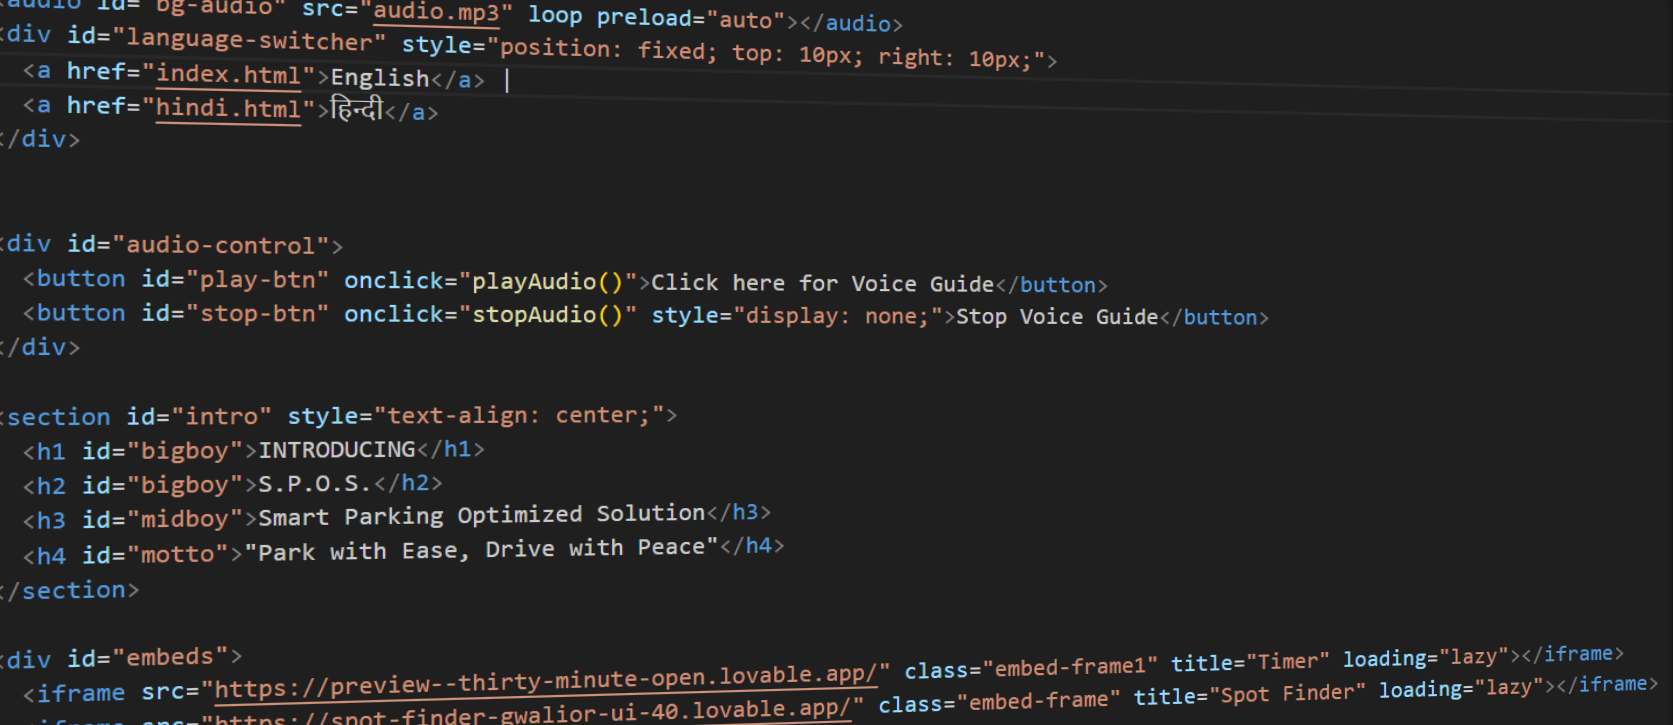 <audio id="bg-audio" src="audio.mp3" loop preload="auto"></audio>
<div id="language-switcher" style="position: fixed; top: 10px; right: 10px;">
<a href="index.html">English</a> |
<a href="hindi.html">हिन्दी</a>
</div>
<div id="audio-control">
<button id="play-btn" onclick="playAudio()">Click here for Voice Guide</button>
<button id="stop-btn" onclick="stopAudio()" style="display: none;">Stop Voice Guide</button>
</div>
<section id="intro" style="text-align: center;">
<h1 id="bigboy">INTRODUCING</h1>
<h2 id="bigboy">S.P.O.S.</h2>
<h3 id="midboy">Smart Parking Optimized Solution</h3>
<h4 id="motto">"Park with Ease, Drive with Peace"</h4>
</section>
<div id="embeds">
<iframe src="https://preview--thirty-minute-open.lovable.app/" class="embed-frame1" title="Timer" loading="lazy"></iframe>
<iframe src="https://spot-finder-gwalior-ui-40.lovable.app/" class="embed-frame" title="Spot Finder" loading="lazy"></iframe>